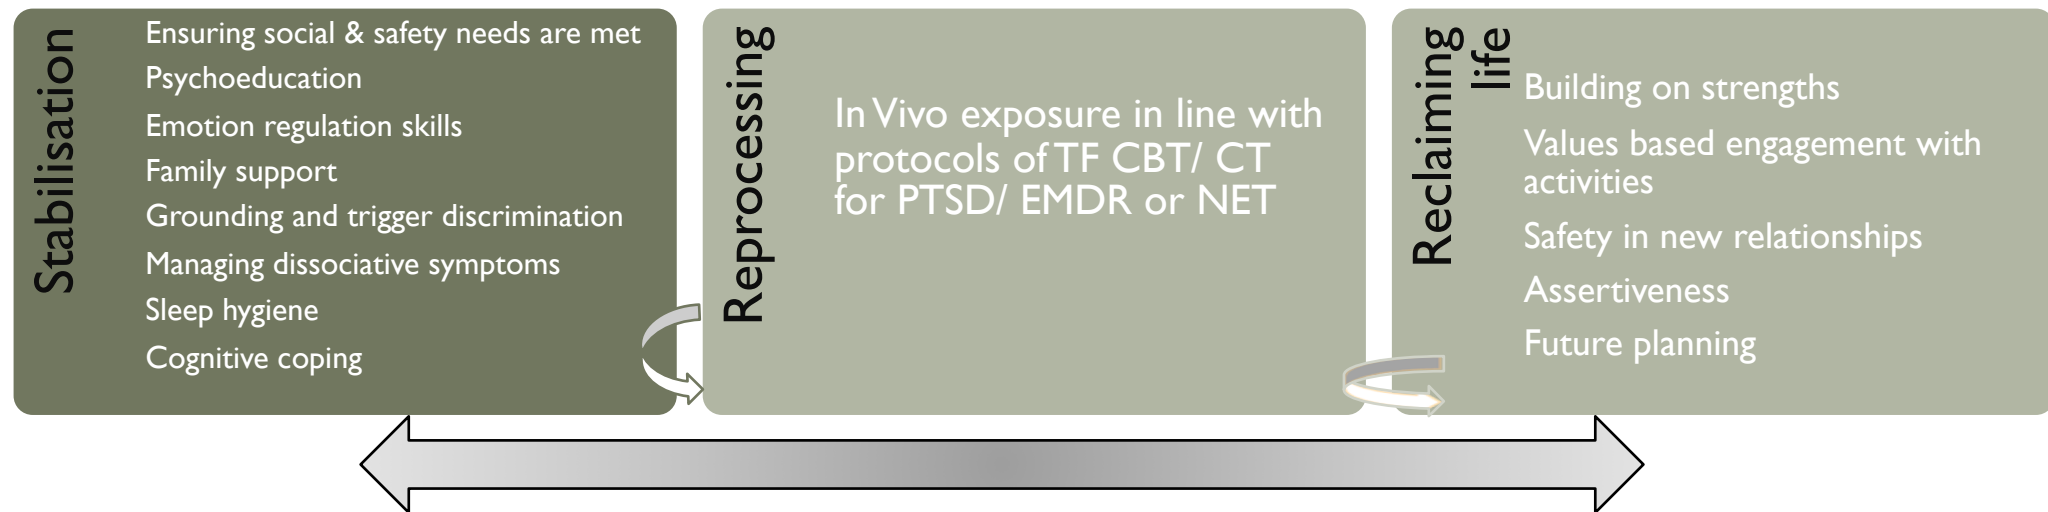 Stabilisation
Ensuring social & safety needs are met
Psychoeducation
Emotion regulation skills
Family support
Grounding and trigger discrimination
Managing dissociative symptoms
Sleep hygiene
Cognitive coping
Reprocessing
In Vivo exposure in line with
protocols of TF CBT/ CT
for PTSD/ EMDR or NET
Reclaiming
life
Building on strengths
Values based engagement with
activities
Safety in new relationships
Assertiveness
Future planning